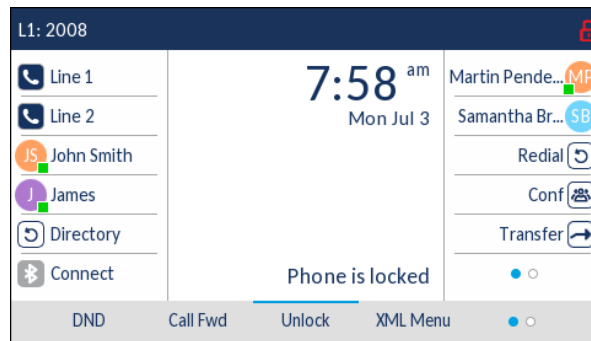 L1: 2008
Line 1
Line 2
JS John Smith
J James
Directory
Connect
7:58 am
Mon Jul 3
Phone is locked
Martin Pende... MP
Samantha Br... SB
Redial
Conf
Transfer
DND Call Fwd Unlock XML Menu